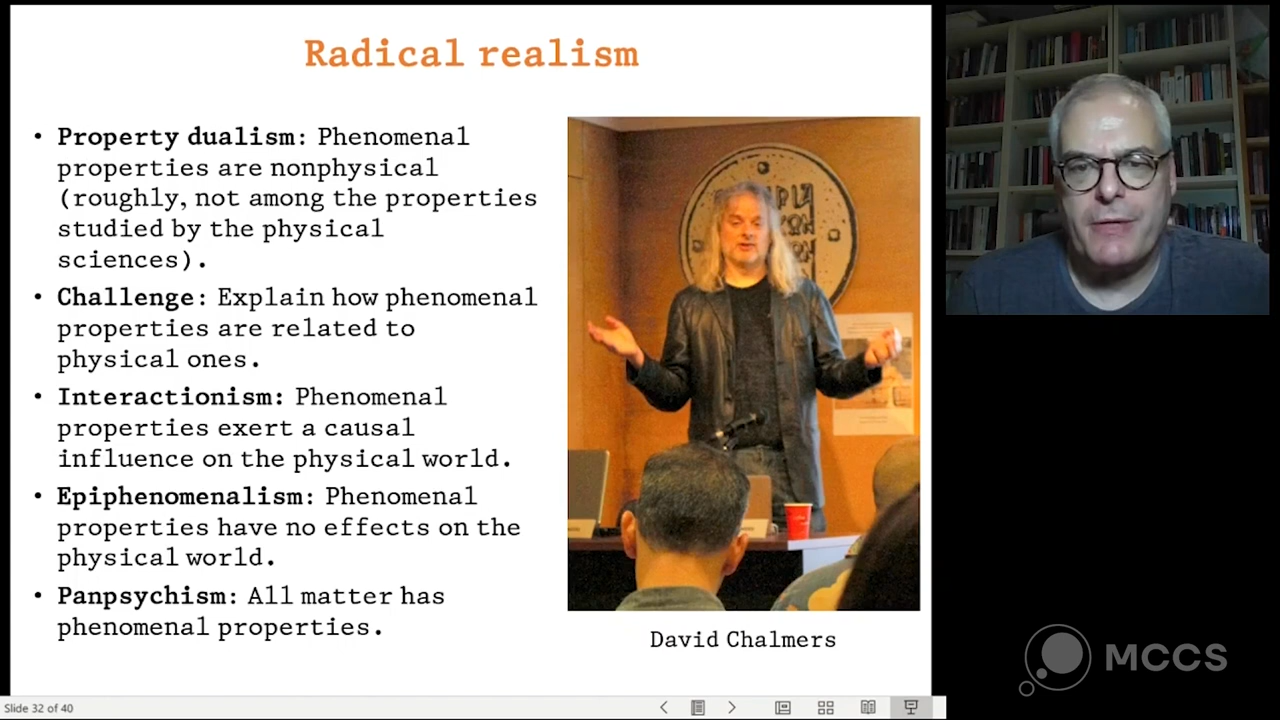 Radical realism
• Property dualism: Phenomenal
properties are nonphysical
(roughly, not among the properties
studied by the physical
sciences).
• Challenge: Explain how phenomenal
properties are related to
physical ones.
• Interactionism: Phenomenal
properties exert a causal
influence on the physical world.
• Epiphenomenalism: Phenomenal
properties have no effects on the
physical world.
• Panpsychism: All matter has
phenomenal properties.
David Chalmers
MCCS
Slide 32 of 40